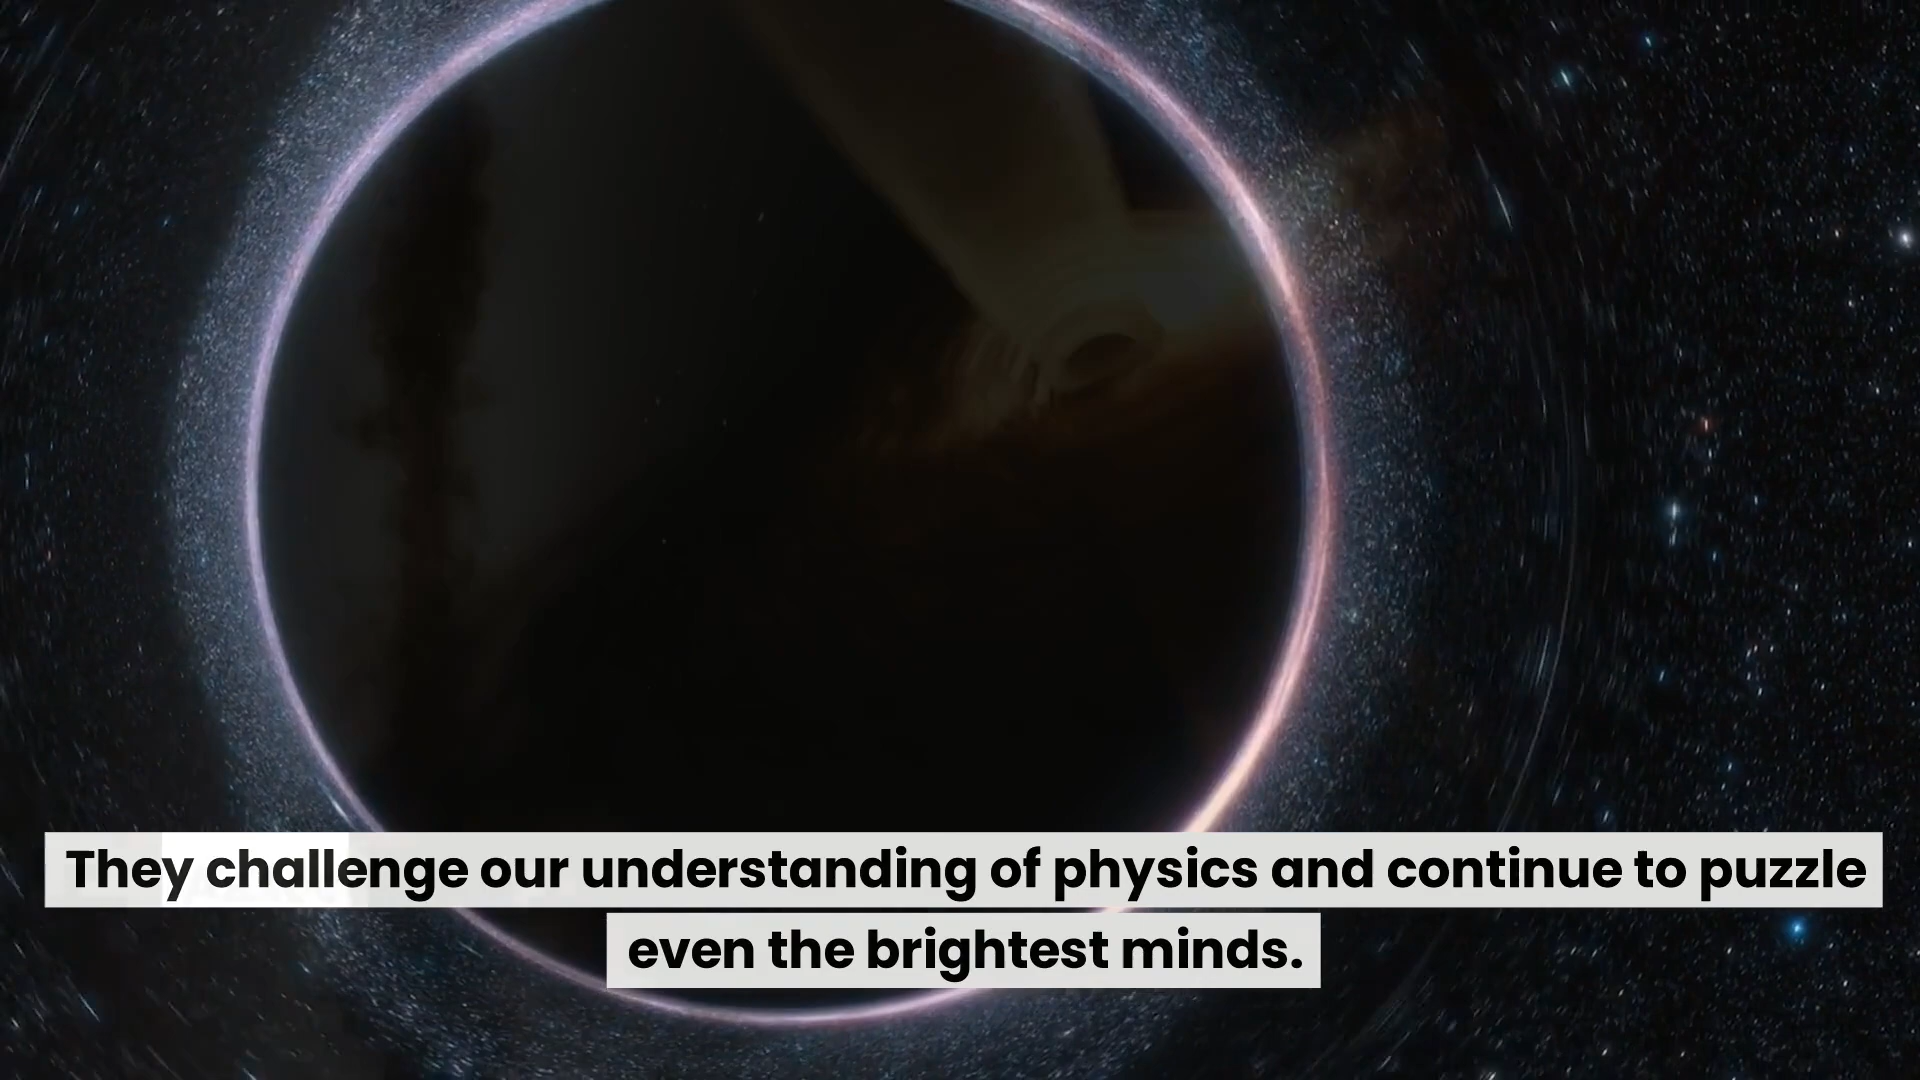 They challenge our understanding of physics and continue to puzzle
even the brightest minds.